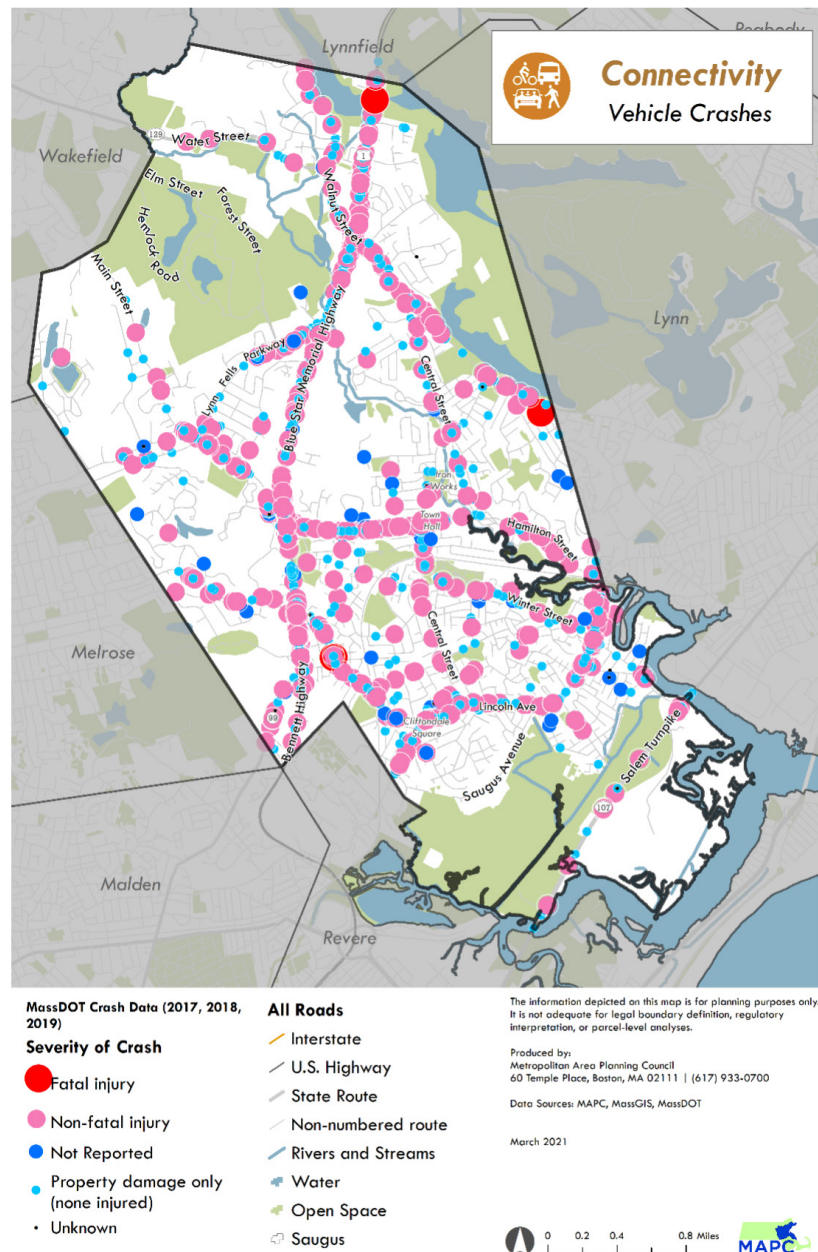 Lynnfield
Peabody
Connectivity
Vehicle Crashes
129
Water Street
Wakefield
1
Elm Street
Forest Street
Walnut Street
Hemlock Road
Main Street
Lynn
Lynn Fells Parkway
Blue Star Memorial Highway
Central Street
Iron
Works
Town
Hall
Hamilton Street
Winter Street
Melrose
Central Street
Lincoln Ave
99
Bennett Highway
Cliftondale
Square
Saugus Avenue
Salem Turnpike
107
Malden
Revere
MassDOT Crash Data (2017, 2018,
2019)
Severity of Crash
Fatal injury
Non-fatal injury
Not Reported
Property damage only
(none injured)
Unknown
All Roads
Interstate
U.S. Highway
State Route
Non-numbered route
Rivers and Streams
Water
Open Space
Saugus
The information depicted on this map is for planning purposes only.
It is not adequate for legal boundary definition, regulatory
interpretation, or parcel-level analyses.
Produced by:
Metropolitan Area Planning Council
60 Temple Place, Boston, MA 02111 | (617) 933-0700
Data Sources: MAPC, MassGIS, MassDOT
March 2021
0 0.2 0.4 0.8 Miles
MAPC